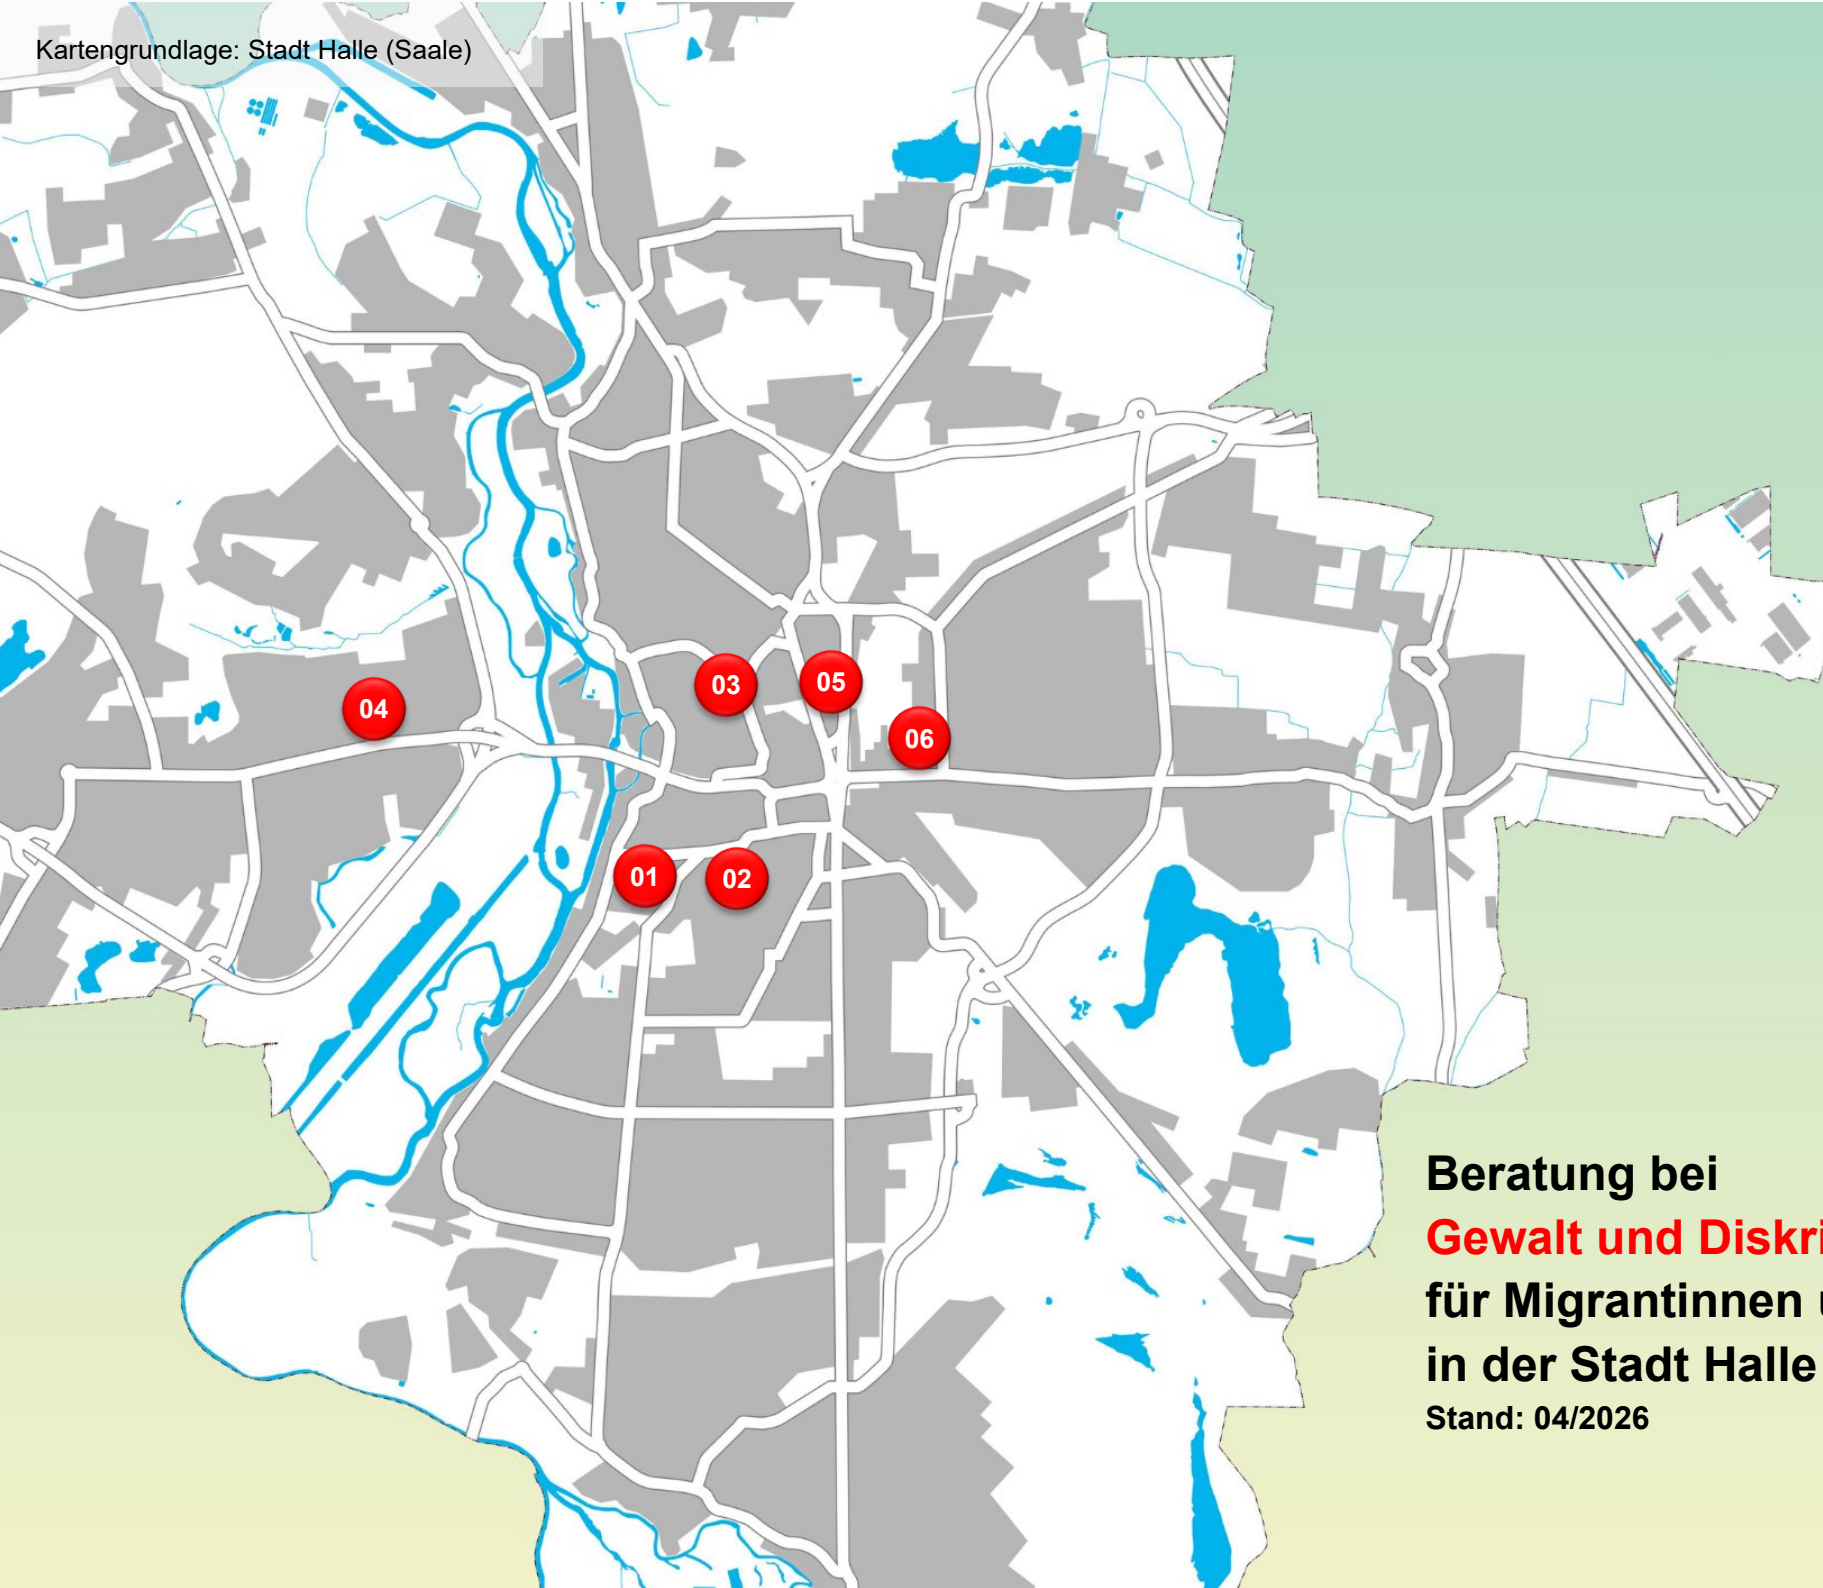 Kartengrundlage: Stadt Halle (Saale)
03
05
04
06
01
02
Beratung bei
Gewalt und Diskri
für Migrantinnen
in der Stadt Halle
Stand: 04/2026